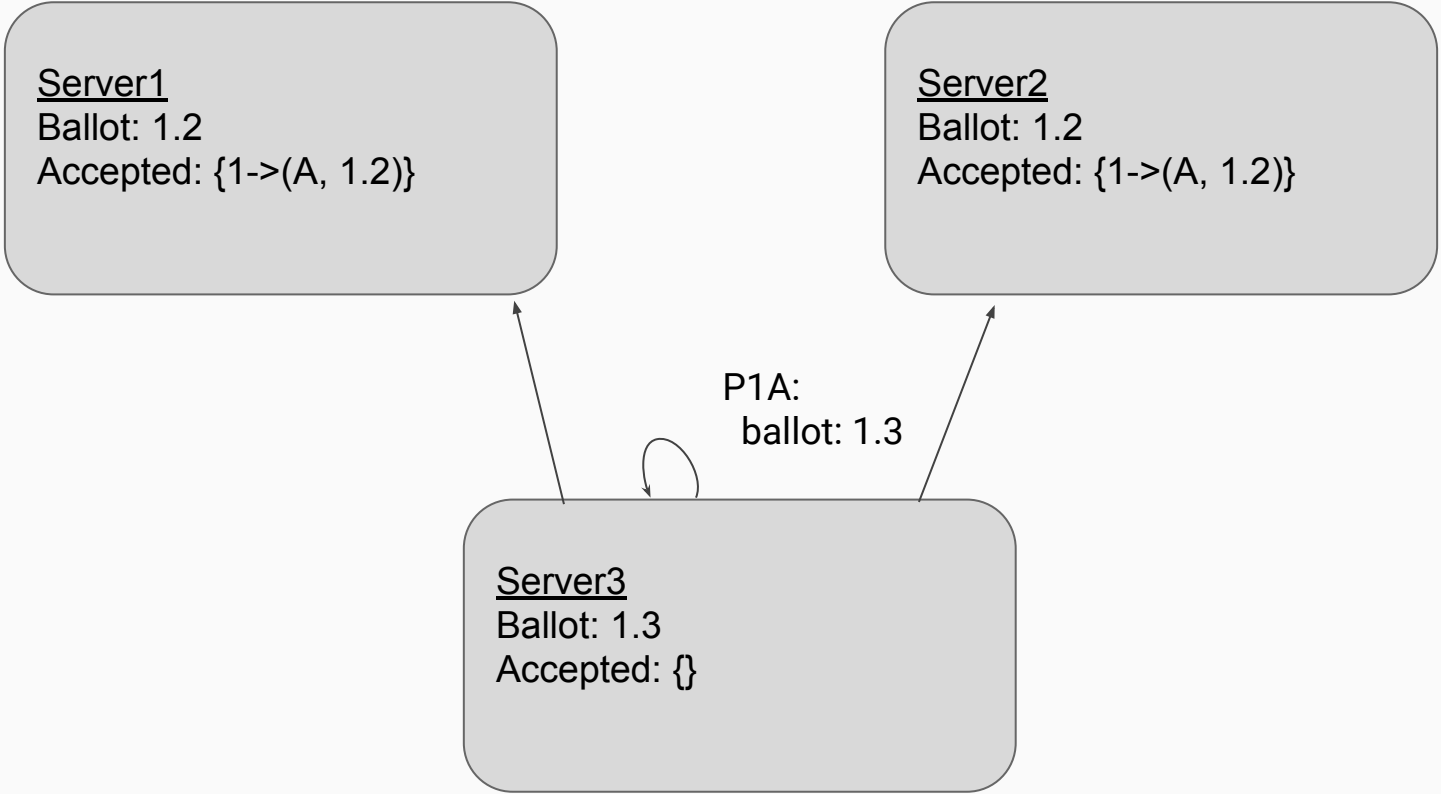 Server1
Ballot: 1.2
Accepted: {1->(A, 1.2)}
Server2
Ballot: 1.2
Accepted: {1->(A, 1.2)}
P1A:
ballot: 1.3
Server3
Ballot: 1.3
Accepted: {}